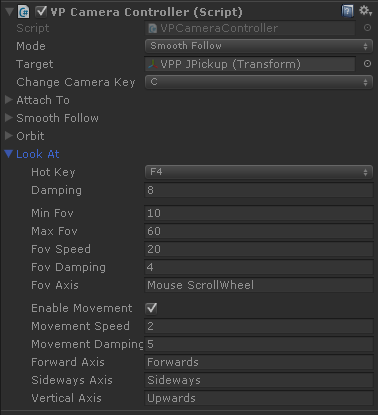 VP Camera Controller (Script)
Script VPCameraController
Mode Smooth Follow
Target VPP JPickup (Transform)
Change Camera Key C
Attach To
Smooth Follow
Orbit
Look At
Hot Key F4
Damping 8
Min Fov 10
Max Fov 60
Fov Speed 20
Fov Damping 4
Fov Axis Mouse ScrollWheel
Enable Movement
Movement Speed 2
Movement Damping 5
Forward Axis Forwards
Sideways Axis Sideways
Vertical Axis Upwards